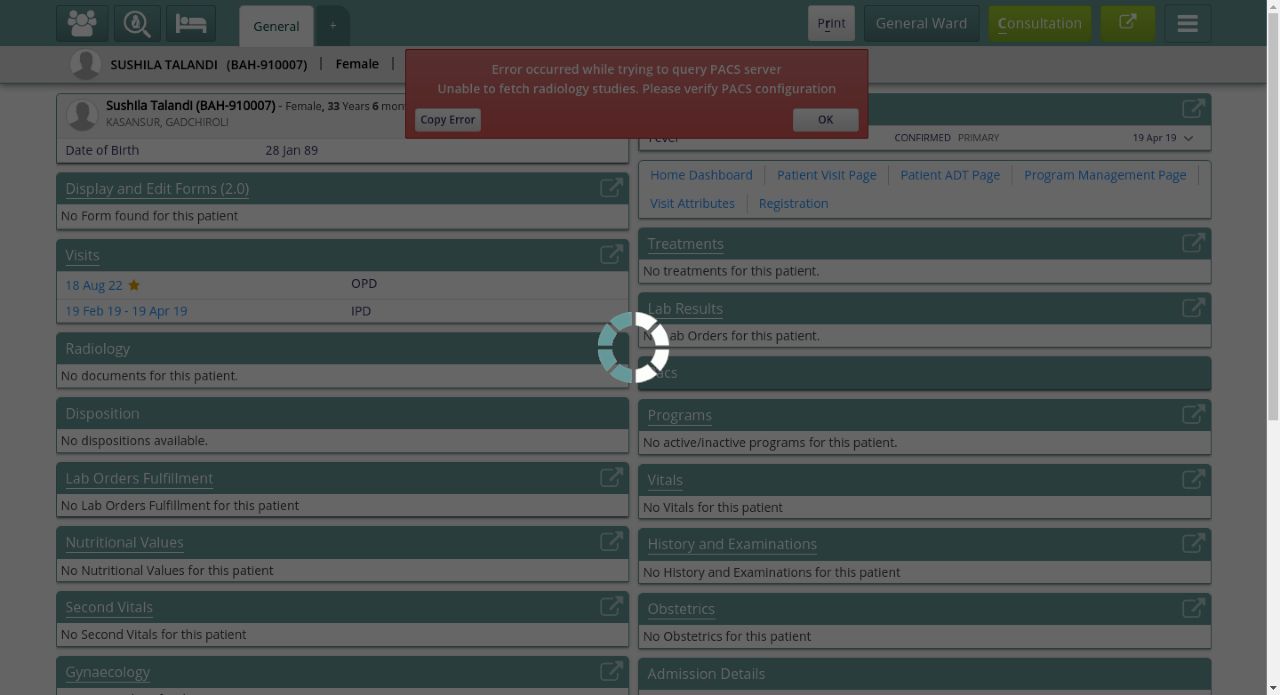 General
+
Print
General Ward
Consultation
SUSHILA TALANDI (BAH-910007) | Female |
Error occurred while trying to query PACS server
Unable to fetch radiology studies. Please verify PACS configuration
Copy Error
OK
Sushila Talandi (BAH-910007) - Female, 33 Years 6 mon
KASANSUR, GADCHIROLI
Date of Birth 28 Jan 89
Display and Edit Forms (2.0)
No Form found for this patient
Visits
18 Aug 22 OPD
19 Feb 19 - 19 Apr 19 IPD
Radiology
No documents for this patient.
Disposition
No dispositions available.
Lab Orders Fulfillment
No Lab Orders Fulfillment for this patient
Nutritional Values
No Nutritional Values for this patient
Second Vitals
No Second Vitals for this patient
Gynaecology
CONFIRMED PRIMARY 19 Apr 19
Home Dashboard | Patient Visit Page | Patient ADT Page | Program Management Page |
Visit Attributes | Registration
Treatments
No treatments for this patient.
Lab Results
ab Orders for this patient.
acs
Programs
No active/inactive programs for this patient.
Vitals
No Vitals for this patient
History and Examinations
No History and Examinations for this patient
Obstetrics
No Obstetrics for this patient
Admission Details